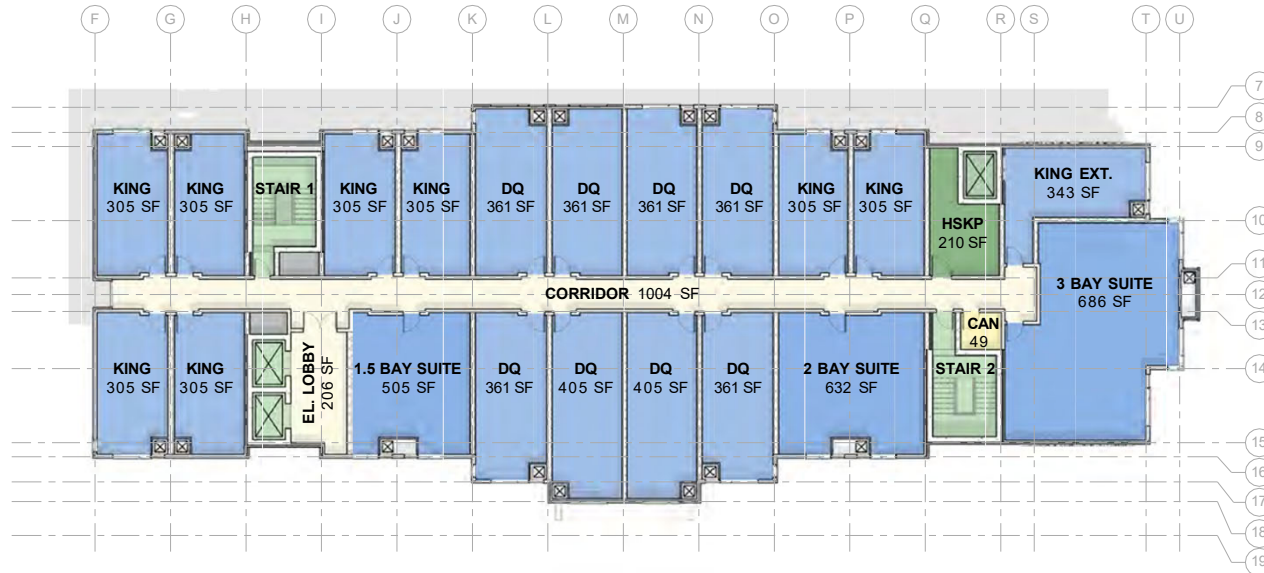 F G H I J K L M N O P Q R S T U
7
8
9
10
11
12
13
14
15
16
17
18
19
KING
305 SF
KING
305 SF
STAIR 1
KING
305 SF
KING
305 SF
DQ
361 SF
DQ
361 SF
DQ
361 SF
DQ
361 SF
KING
305 SF
KING
305 SF
HSKP
210 SF
KING EXT.
343 SF
3 BAY SUITE
686 SF
CORRIDOR 1004 SF
KING
305 SF
KING
305 SF
EL. LOBBY
206 SF
1.5 BAY SUITE
505 SF
DQ
361 SF
DQ
405 SF
DQ
405 SF
DQ
361 SF
2 BAY SUITE
632 SF
CAN
49
STAIR 2